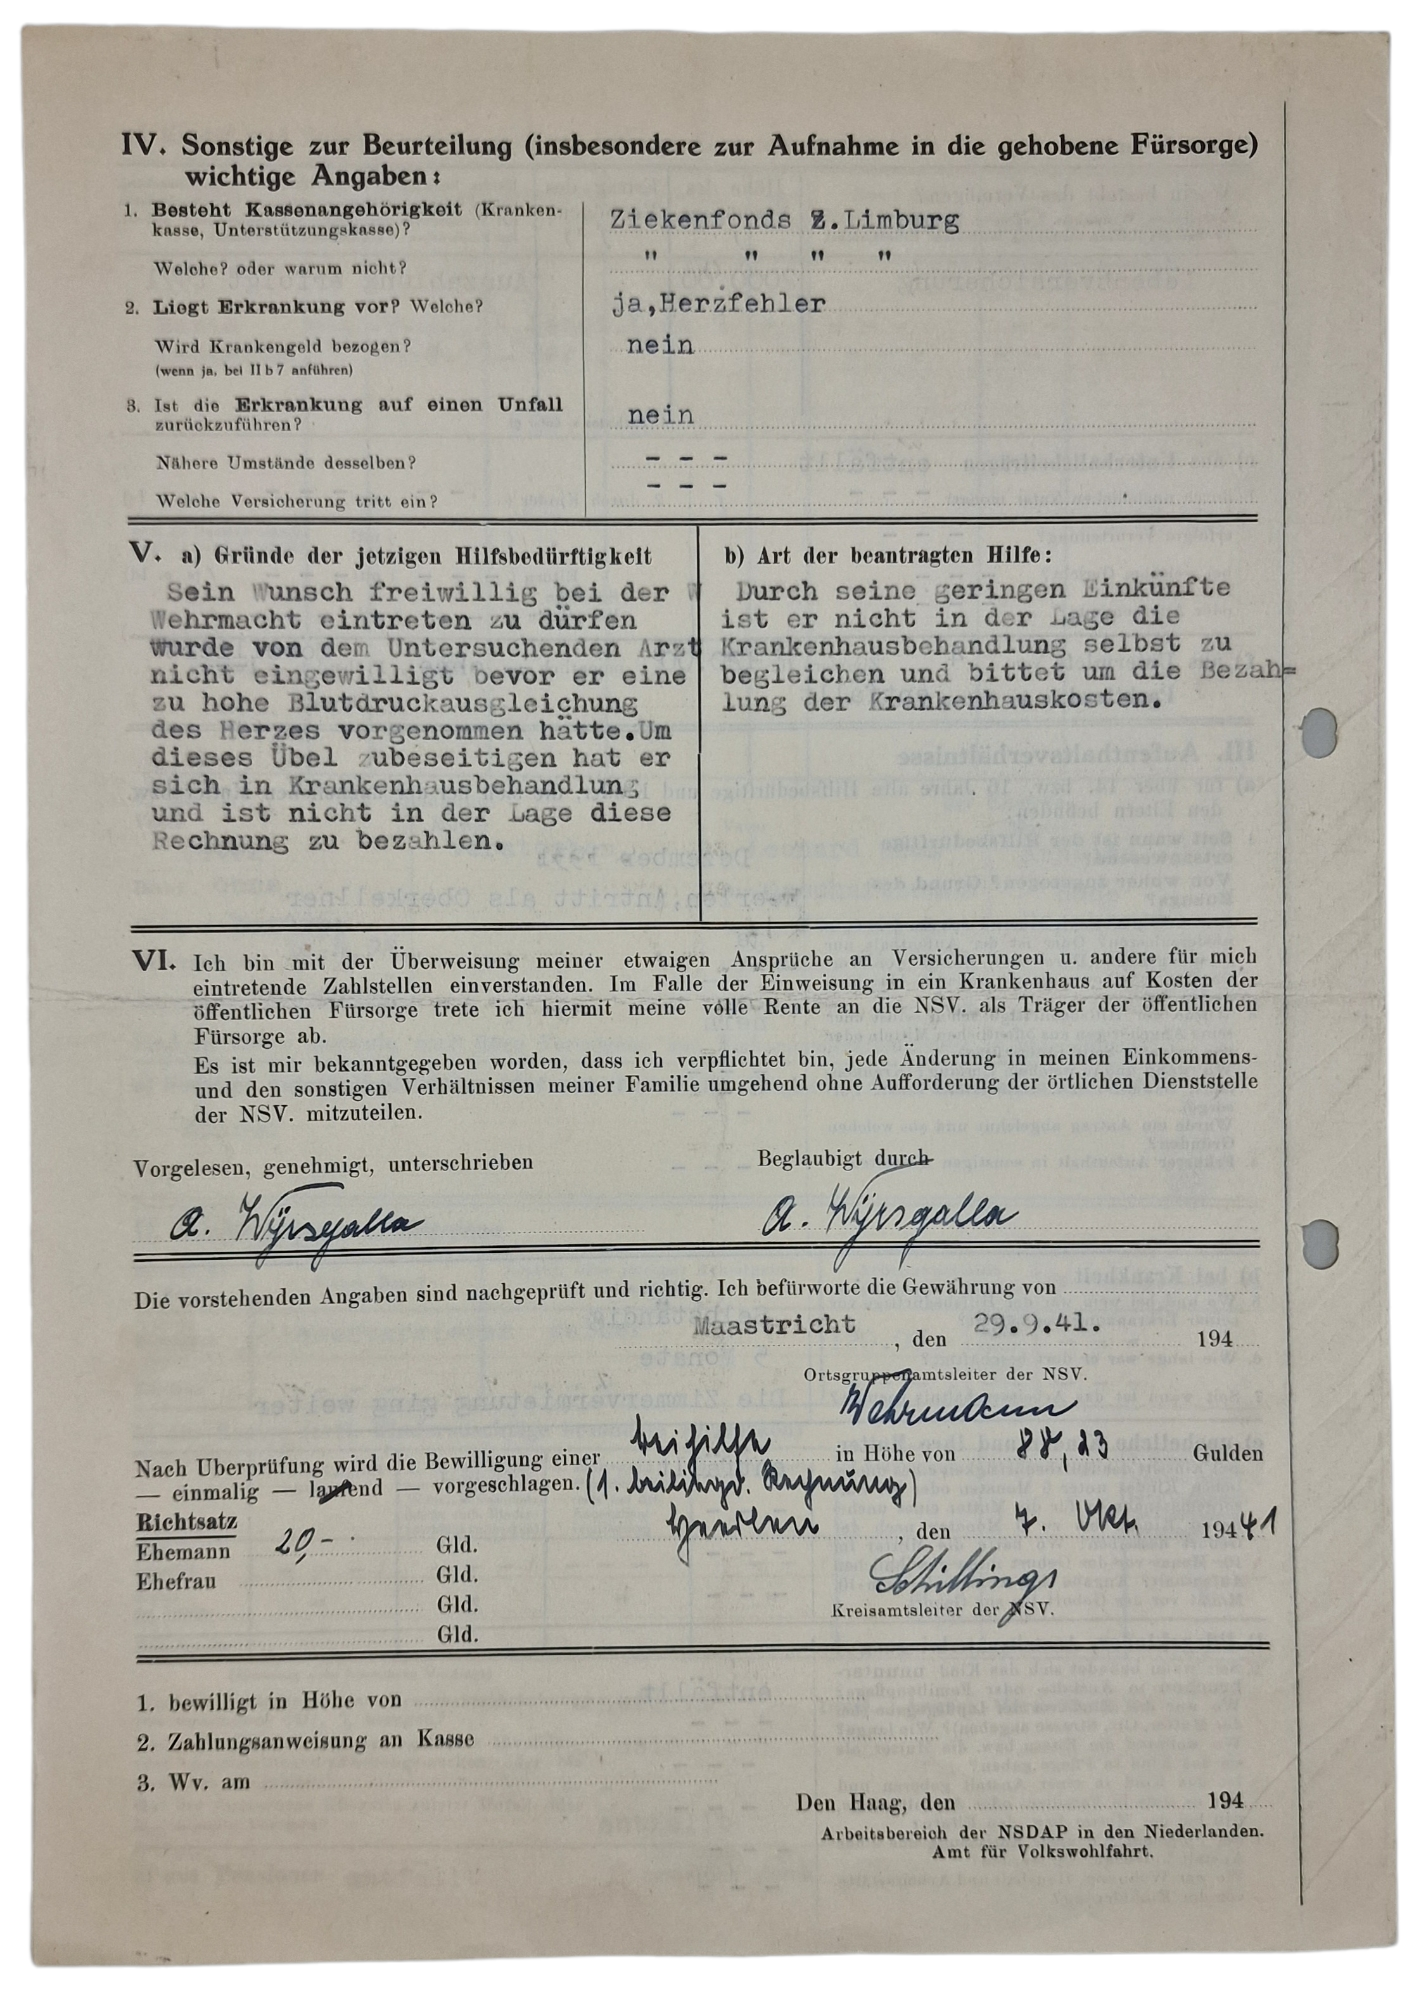 IV. Sonstige zur Beurteilung (insbesondere zur Aufnahme in die gehobene Fürsorge)
wichtige Angaben:
1. Besteht Kassenangehörigkeit (Kranken-
kasse, Unterstützungskasse)?
Ziekenfonds Z.Limburg
Welche? oder warum nicht?
" " " "
2. Liegt Erkrankung vor? Welche?
ja,Herzfehler
Wird Krankengeld bezogen?
nein
(wenn ja, bei II b 7 anführen)
3. Ist die Erkrankung auf einen Unfall
zurückzuführen?
nein
Nähere Umstände desselben?
- - -
Welche Versicherung tritt ein?
- - -
V. a) Gründe der jetzigen Hilfsbedürftigkeit
Sein Wunsch freiwillig bei der W
Wehrmacht eintreten zu dürfen
wurde von dem Untersuchenden Arzt
nicht eingewilligt bevor er eine
zu hohe Blutdruckausgleichung
des Herzes vorgenommen hätte.Um
dieses Übel zubeseitigen hat er
sich in Krankenhausbehandlung
und ist nicht in der Lage diese
Rechnung zu bezahlen.
b) Art der beantragten Hilfe:
Durch seine geringen Einkünfte
ist er nicht in der Lage die
Krankenhausbehandlung selbst zu
begleichen und bittet um die Bezah=
lung der Krankenhauskosten.
VI. Ich bin mit der Überweisung meiner etwaigen Ansprüche an Versicherungen u. andere für mich
eintretende Zahlstellen einverstanden. Im Falle der Einweisung in ein Krankenhaus auf Kosten der
öffentlichen Fürsorge trete ich hiermit meine volle Rente an die NSV. als Träger der öffentlichen
Fürsorge ab.
Es ist mir bekanntgegeben worden, dass ich verpflichtet bin, jede Änderung in meinen Einkommens-
und den sonstigen Verhältnissen meiner Familie umgehend ohne Aufforderung der örtlichen Dienststelle
der NSV. mitzuteilen.
Vorgelesen, genehmigt, unterschrieben
Beglaubigt durch
A. Wyrsgalla
A. Wyrsgalla
Die vorstehenden Angaben sind nachgeprüft und richtig. Ich befürworte die Gewährung von
Maastricht, den 29.9.41. 194
Ortsgruppenamtsleiter der NSV.
Wehrmann
Nach Überprüfung wird die Bewilligung einer Beihilfe in Höhe von 88,23 Gulden
— einmalig — laufend — vorgeschlagen. (s. beiliegd. Rechnung)
Richtsatz
Heerlen, den 7. Okt. 19441
Ehemann 20,- Gld.
Ehefrau Gld.
Schillings
Gld.
Kreisamtsleiter der NSV.
Gld.
1. bewilligt in Höhe von
2. Zahlungsanweisung an Kasse
3. Wv. am
Den Haag, den 194
Arbeitsbereich der NSDAP in den Niederlanden.
Amt für Volkswohlfahrt.